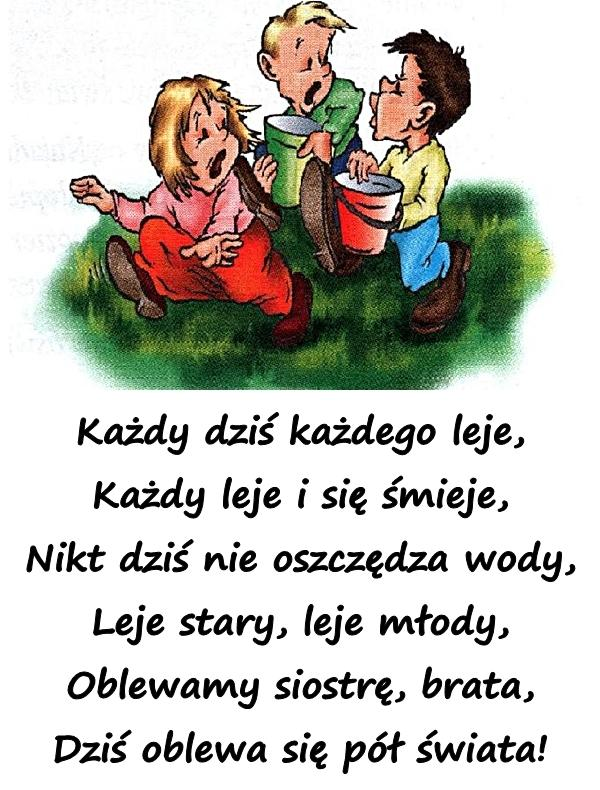 Każdy dziś każdego leje,
Każdy leje i się śmieje,
Nikt dziś nie oszczędza wody,
Leje stary, leje młody,
Oblewamy siostrę, brata,
Dziś oblewa się pół świata!